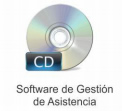 CD
Software de Gestión
de Asistencia